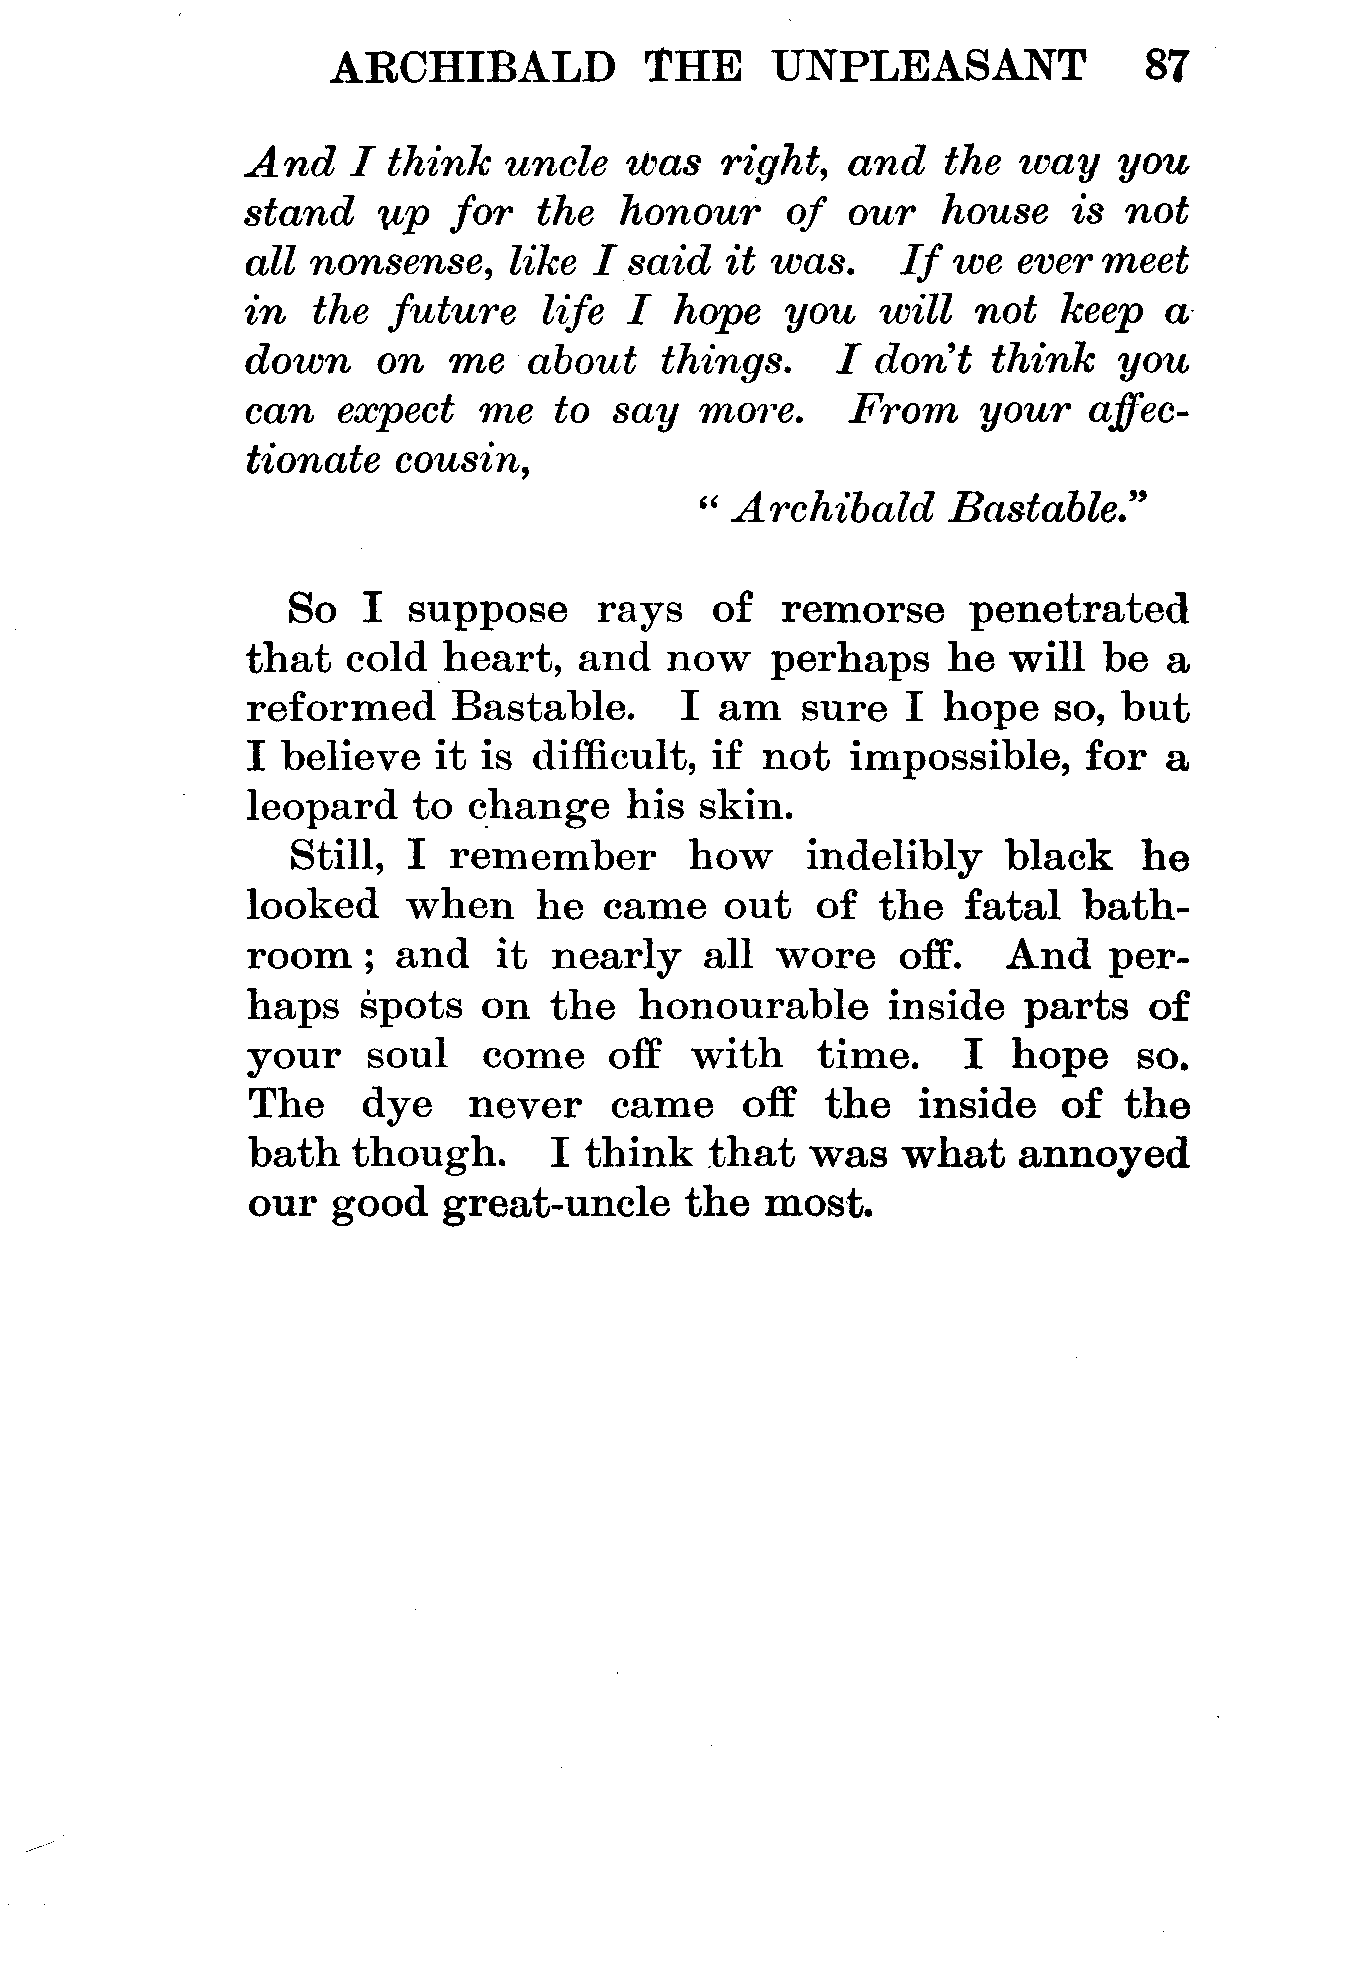 ARCHIBALD THE UNPLEASANT 87
And I think uncle was right, and the way you
stand up for the honour of our house is not
all nonsense, like I said it was. If we ever meet
in the future life I hope you will not keep a
down on me about things. I don't think you
can expect me to say more. From your affec-
tionate cousin,
“ Archibald Bastable.”
So I suppose rays of remorse penetrated
that cold heart, and now perhaps he will be a
reformed Bastable. I am sure I hope so, but
I believe it is difficult, if not impossible, for a
leopard to change his skin.
Still, I remember how indelibly black he
looked when he came out of the fatal bath-
room ; and it nearly all wore off. And per-
haps spots on the honourable inside parts of
your soul come off with time. I hope so.
The dye never came off the inside of the
bath though. I think that was what annoyed
our good great-uncle the most.